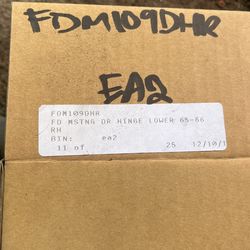 FDM109DHR
EA2
FDM109DHR
FD MSTNG DR HINGE LOWER 65-66
RH
BIN: ea2
11 of 25 12/10/1